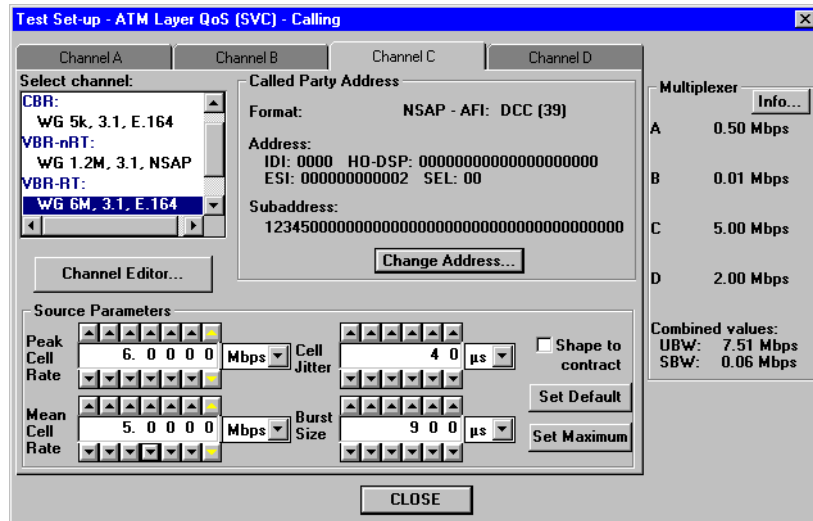 Test Set-up - ATM Layer QoS (SVC) - Calling
Channel A
Channel B
Channel C
Channel D
Select channel:
CBR:
WG 5k, 3.1, E.164
VBR-nRT:
WG 1.2M, 3.1, NSAP
VBR-RT:
WG 6M, 3.1, E.164
Channel Editor...
Called Party Address
Format: NSAP - AFI: DCC (39)
Address:
IDI: 0000 HO-DSP: 00000000000000000000
ESI: 000000000002 SEL: 00
Subaddress:
1234500000000000000000000000000000000000
Change Address...
Source Parameters
Peak Cell Rate
6. 0 0 0 0
Mbps
Cell Jitter
4 0
µs
Mean Cell Rate
5. 0 0 0 0
Mbps
Burst Size
9 0 0
µs
Shape to contract
Set Default
Set Maximum
Multiplexer
Info...
A 0.50 Mbps
B 0.01 Mbps
C 5.00 Mbps
D 2.00 Mbps
Combined values:
UBW: 7.51 Mbps
SBW: 0.06 Mbps
CLOSE